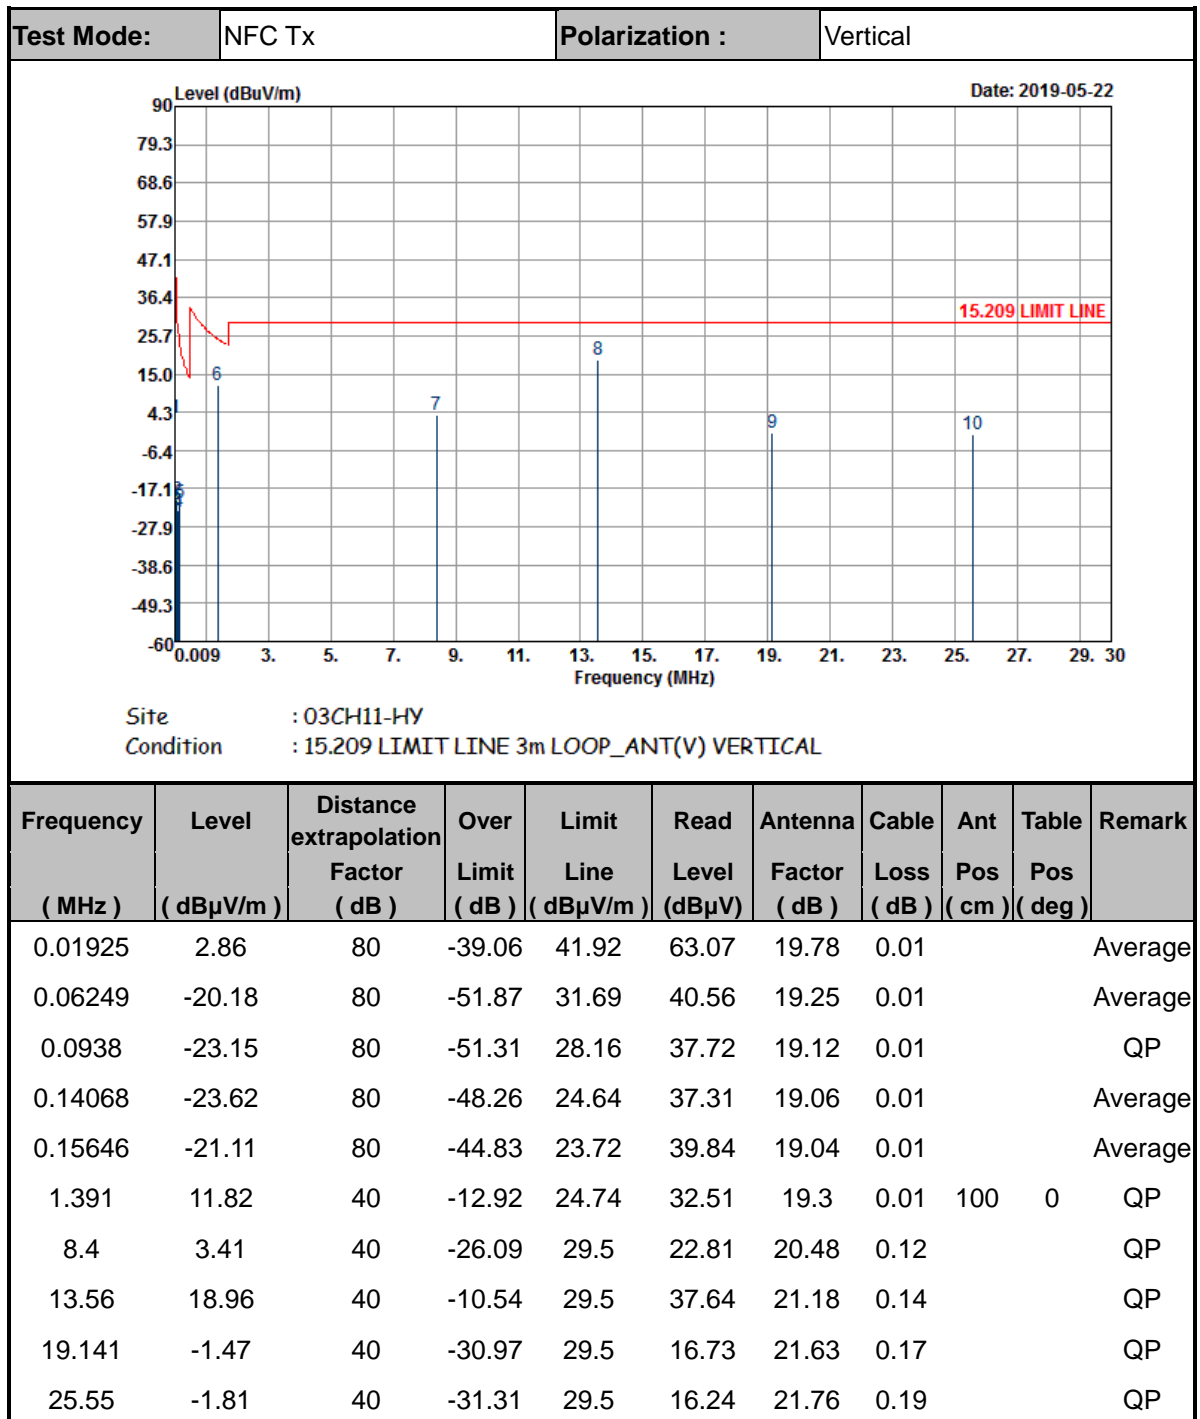 Test Mode: NFC Tx Polarization : Vertical
Level (dBuV/m) Date: 2019-05-22
90
79.3
68.6
57.9
47.1
36.4
15.209 LIMIT LINE
25.7
8
15.0
6
7
4.3
9
10
-6.4
-17.1
-27.9
-38.6
-49.3
-60
0.009 3. 5. 7. 9. 11. 13. 15. 17. 19. 21. 23. 25. 27. 29. 30
Frequency (MHz)
Site : 03CH11-HY
Condition : 15.209 LIMIT LINE 3m LOOP_ANT(V) VERTICAL
Frequency Level Distance extrapolation Over Limit Read Antenna Cable Ant Table Remark
Factor Limit Line Level Factor Loss Pos Pos
( MHz ) ( dBµV/m ) ( dB ) ( dB ) ( dBµV/m ) (dBµV) ( dB ) ( dB ) ( cm ) ( deg )
0.01925 2.86 80 -39.06 41.92 63.07 19.78 0.01 Average
0.06249 -20.18 80 -51.87 31.69 40.56 19.25 0.01 Average
0.0938 -23.15 80 -51.31 28.16 37.72 19.12 0.01 QP
0.14068 -23.62 80 -48.26 24.64 37.31 19.06 0.01 Average
0.15646 -21.11 80 -44.83 23.72 39.84 19.04 0.01 Average
1.391 11.82 40 -12.92 24.74 32.51 19.3 0.01 100 0 QP
8.4 3.41 40 -26.09 29.5 22.81 20.48 0.12 QP
13.56 18.96 40 -10.54 29.5 37.64 21.18 0.14 QP
19.141 -1.47 40 -30.97 29.5 16.73 21.63 0.17 QP
25.55 -1.81 40 -31.31 29.5 16.24 21.76 0.19 QP